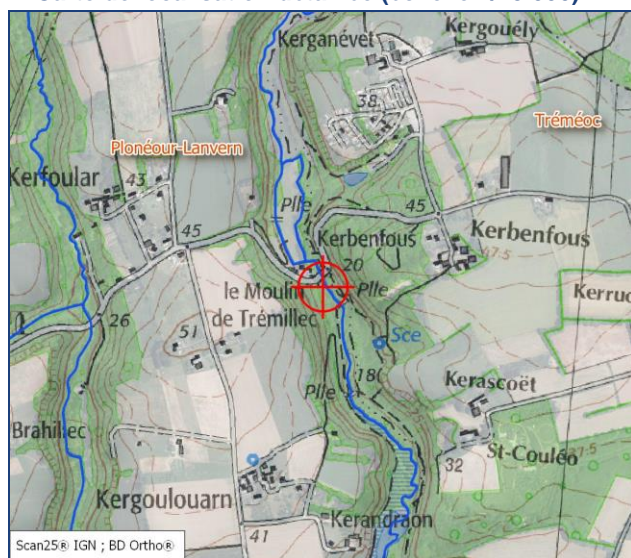 Kerganévet
Kergouély
38
Tréméoc
Plonéour-Lanvern
Kerfoular
43
Plle
45
45
Kerbenfous
Kerbenfous
20
le Moulin
de Trémillec
Plle
Kerruc
26
51
Sce
18
Kerascoët
Plle
Brahillec
St-Couléo
32
Kergoulouarn
Kerandraon
41
Scan25® IGN ; BD Ortho®